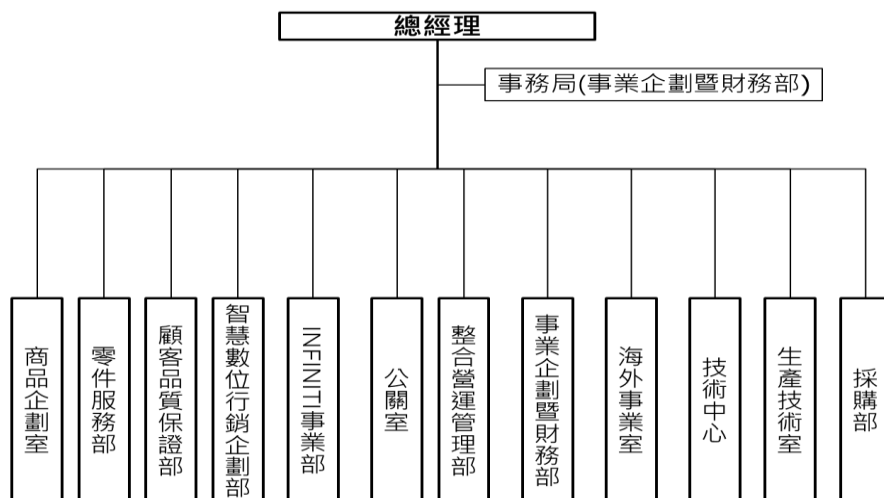 總經理
事務局(事業企劃暨財務部)
商品企劃室
零件服務部
顧客品質保證部
智慧數位行銷企劃部
INFINITI事業部
公關室
整合營運管理部
事業企劃暨財務部
海外事業室
技術中心
生產技術室
採購部